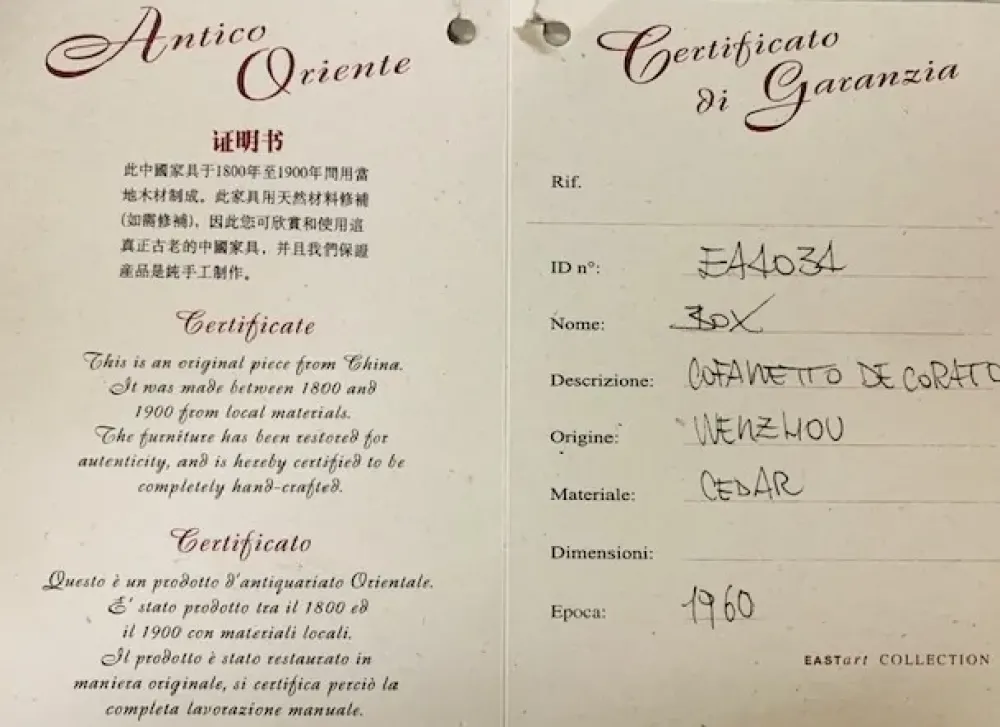 Antico
Oriente
证明书
此中國家具于1800年至1900年間用當
地木材制成。此家具用天然材料修補
(如需修補)，因此您可欣賞和使用這
真正古老的中國家具，并且我們保證
産品是純手工制作。
Certificate
This is an original piece from China.
It was made between 1800 and
1900 from local materials.
The furniture has been restored for
autenticity, and is hereby certified to be
completely hand-crafted.
Certificato
Questo è un prodotto d'antiquariato Orientale.
E' stato prodotto tra il 1800 ed
il 1900 con materiali locali.
Il prodotto è stato restaurato in
maniera originale, si certifica perciò la
completa lavorazione manuale.
Certificato
di Garanzia
Rif.
ID n°: EA4034
Nome: BOX
Descrizione: COFANETTO DECORATO
Origine: WENZHOU
Materiale: CEDAR
Dimensioni:
Epoca: 1960
EASTart COLLECTION